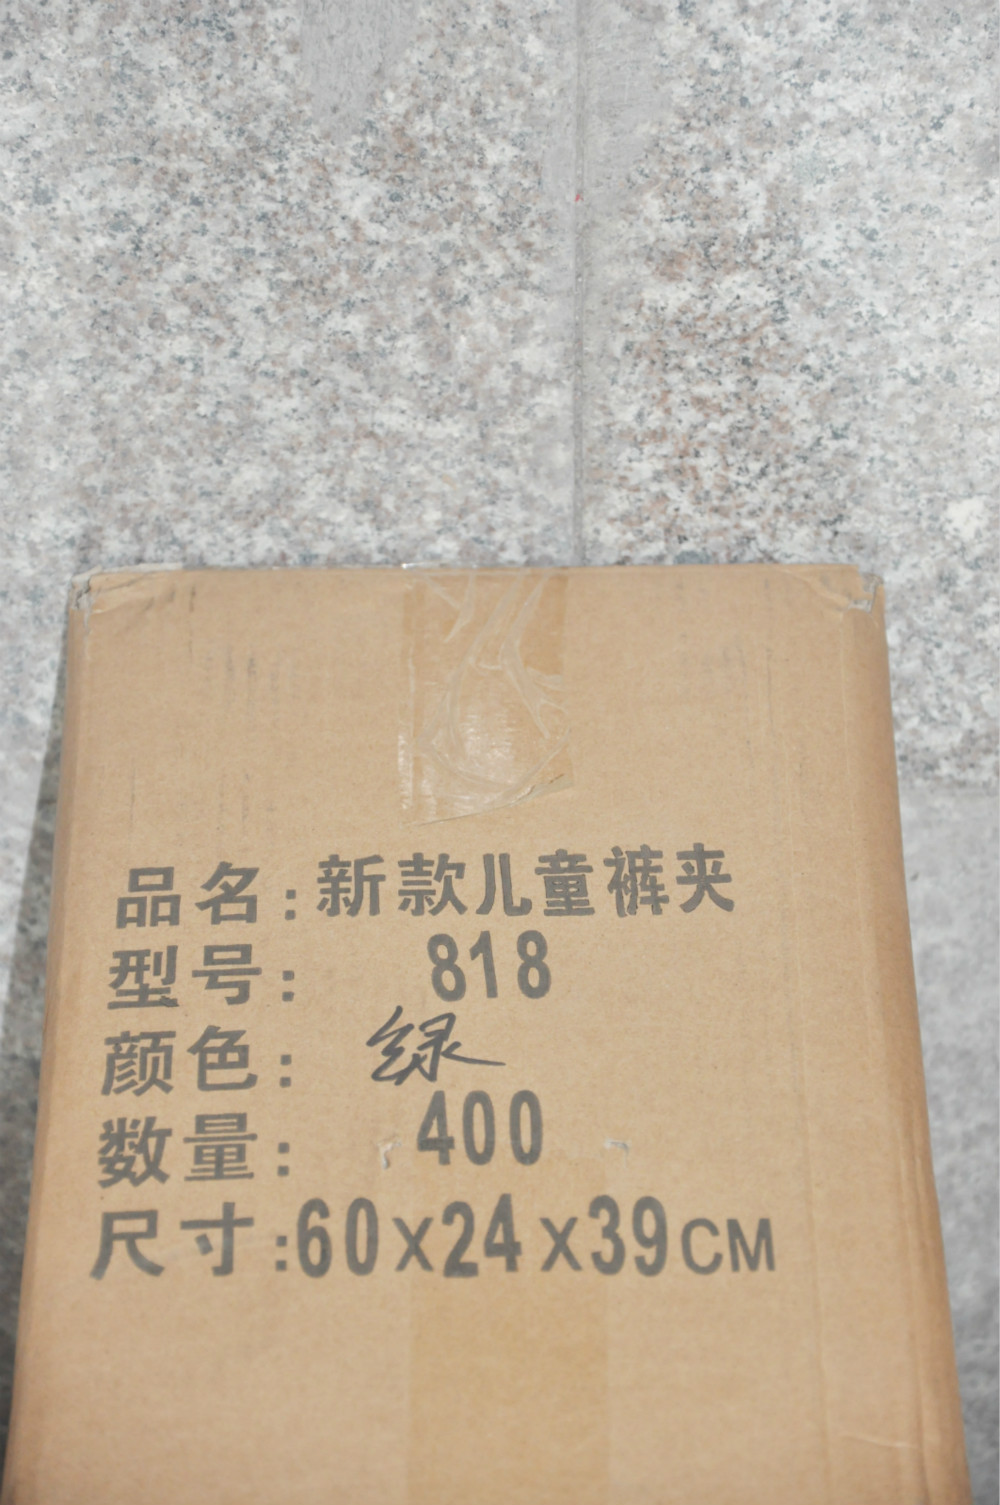 品名:新款儿童裤夹
型号: 818
颜色: 绿
数量: 400
尺寸:60X24X39CM